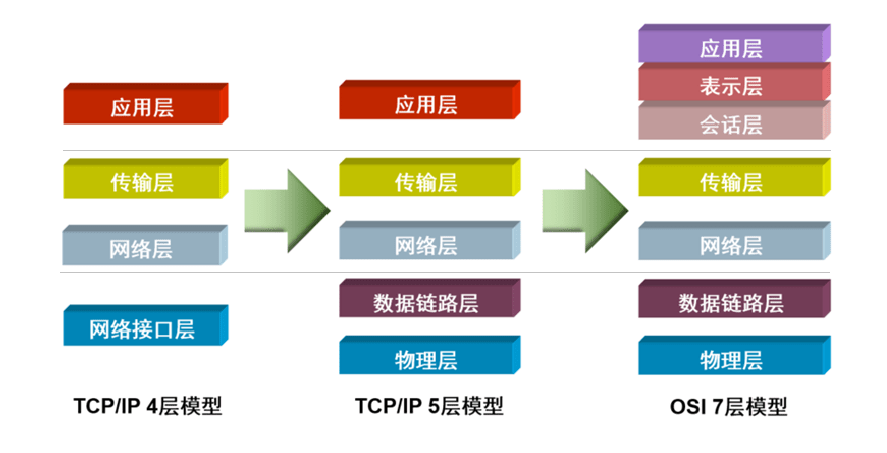 应用层
传输层
网络层
网络接口层
TCP/IP 4层模型
应用层
传输层
网络层
数据链路层
物理层
TCP/IP 5层模型
应用层
表示层
会话层
传输层
网络层
数据链路层
物理层
OSI 7层模型